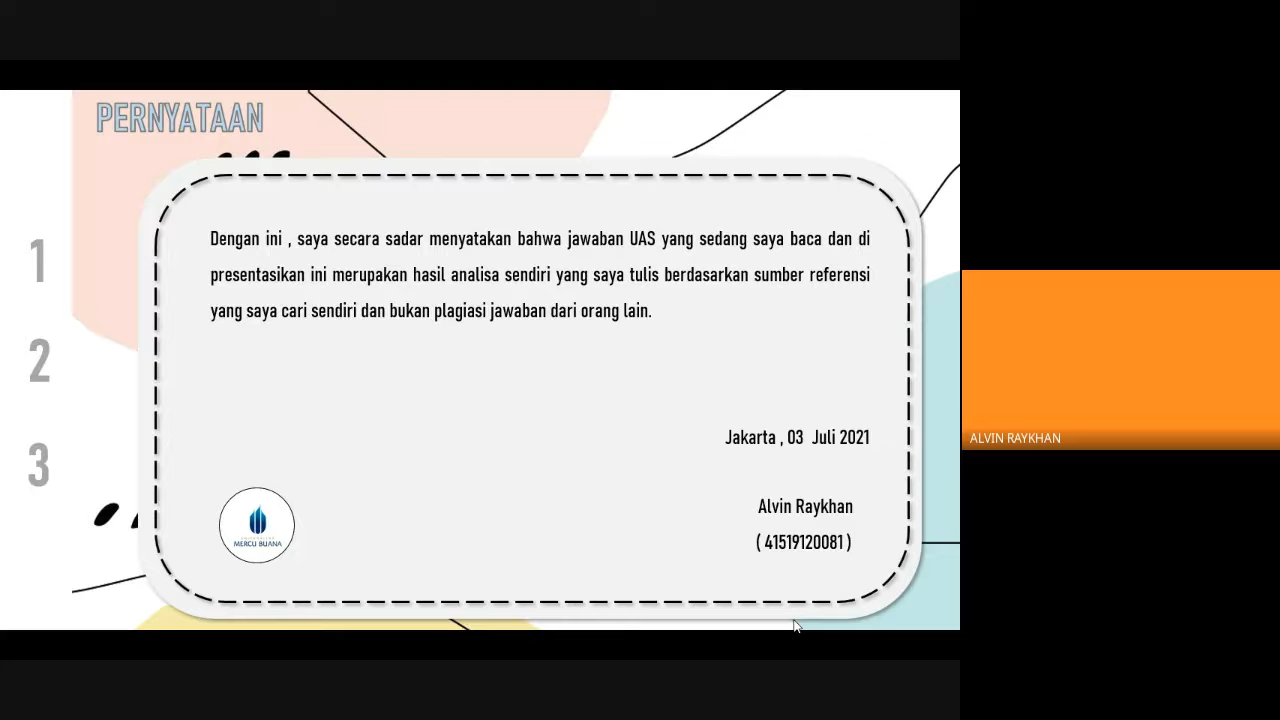 PERNYATAAN
1
2
3
Dengan ini , saya secara sadar menyatakan bahwa jawaban UAS yang sedang saya baca dan di
presentasikan ini merupakan hasil analisa sendiri yang saya tulis berdasarkan sumber referensi
yang saya cari sendiri dan bukan plagiasi jawaban dari orang lain.
Jakarta , 03 Juli 2021
Alvin Raykhan
( 41519120081 )
UNIVERSITAS
MERCU BUANA
ALVIN RAYKHAN